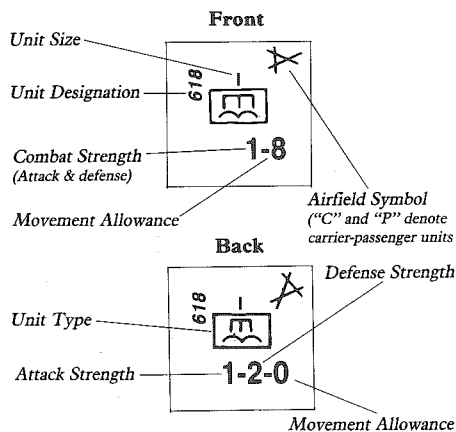 Front
Unit Size
Unit Designation
618
I
1-8
Combat Strength
(Attack & defense)
Movement Allowance
Airfield Symbol
("C" and "P" denote
carrier-passenger units
Back
Defense Strength
618
I
Unit Type
Attack Strength
1-2-0
Movement Allowance